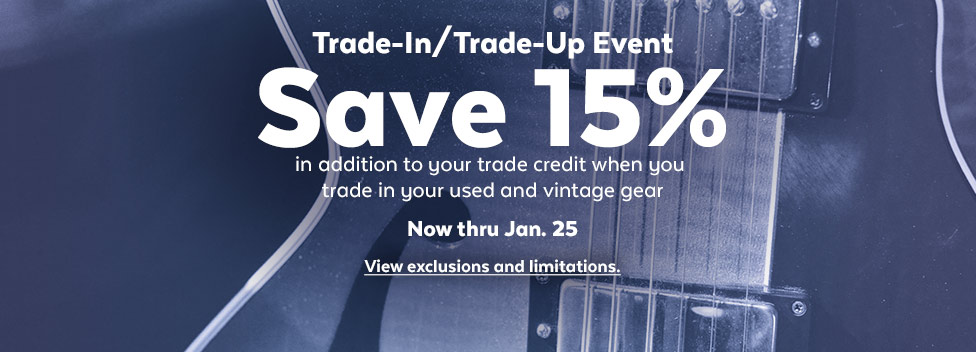 Trade-In/Trade-Up Event
Save 15%
in addition to your trade credit when you
trade in your used and vintage gear
Now thru Jan. 25
View exclusions and limitations.